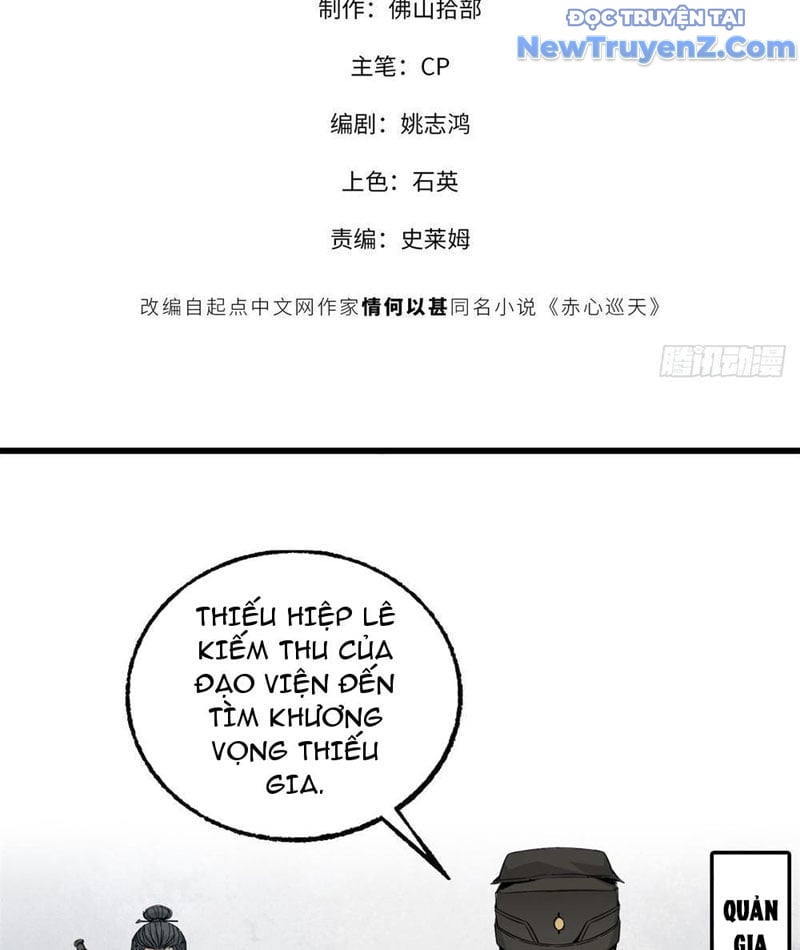 制作：佛山拾部
ĐỌC TRUYỆN TẠI
NewTruyenZ.com
主笔：CP
编剧：姚志鸿
上色：石英
责编：史莱姆
改编自起点中文网作家情何以甚同名小说《赤心巡天》
腾讯动漫
THIẾU HIỆP LÊ
KIẾM THU CỦA
ĐẠO VIỆN ĐẾN
TÌM KHƯƠNG
VỌNG THIẾU
GIA.
QUẢN
GIA